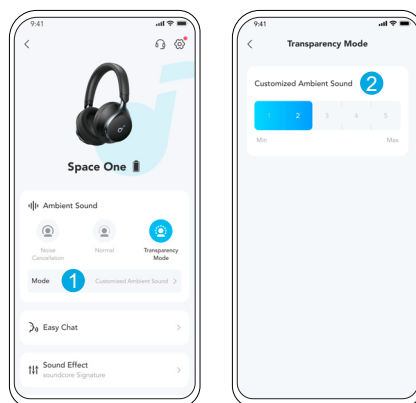 9:41
Space One
Ambient Sound
Noise
Cancellation
Normal
Transparency
Mode
Mode
1
Customized Ambient Sound
Easy Chat
Sound Effect
soundcore Signature
9:41
Transparency Mode
Customized Ambient Sound
2
1 2 3 4 5
Min Max